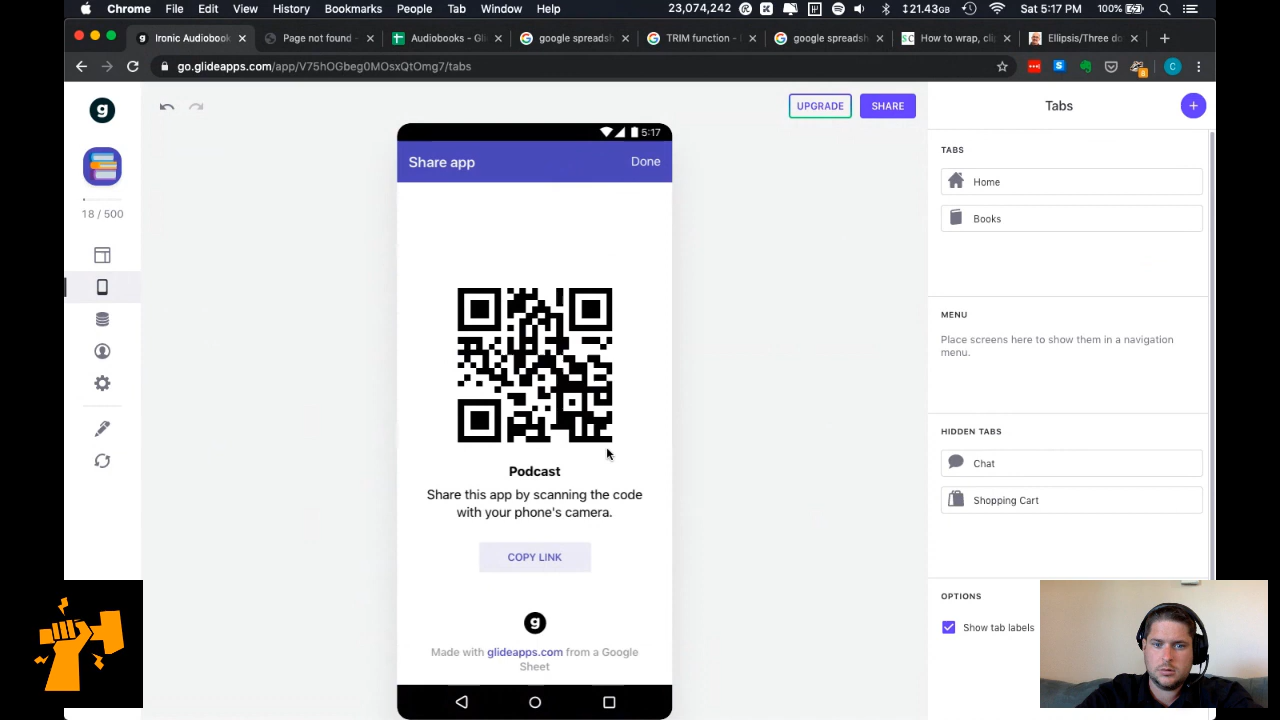 Chrome File Edit View History Bookmarks People Tab Window Help 23,074,242 ‡21.43GB Sat 5:17 PM 100%
Ironic Audiobook Page not found - Audiobooks - Gli google spreadsh TRIM function - google spreadsh How to wrap, cli Ellipsis/Three do
go.glideapps.com/app/V75hOGbeg0MOsxQtOmg7/tabs
UPGRADE SHARE Tabs
5:17
Share app Done
TABS
Home
Books
18 / 500
MENU
Place screens here to show them in a navigation
menu.
HIDDEN TABS
Chat
Shopping Cart
Podcast
Share this app by scanning the code
with your phone's camera.
COPY LINK
OPTIONS
Show tab labels
g
Made with glideapps.com from a Google
Sheet